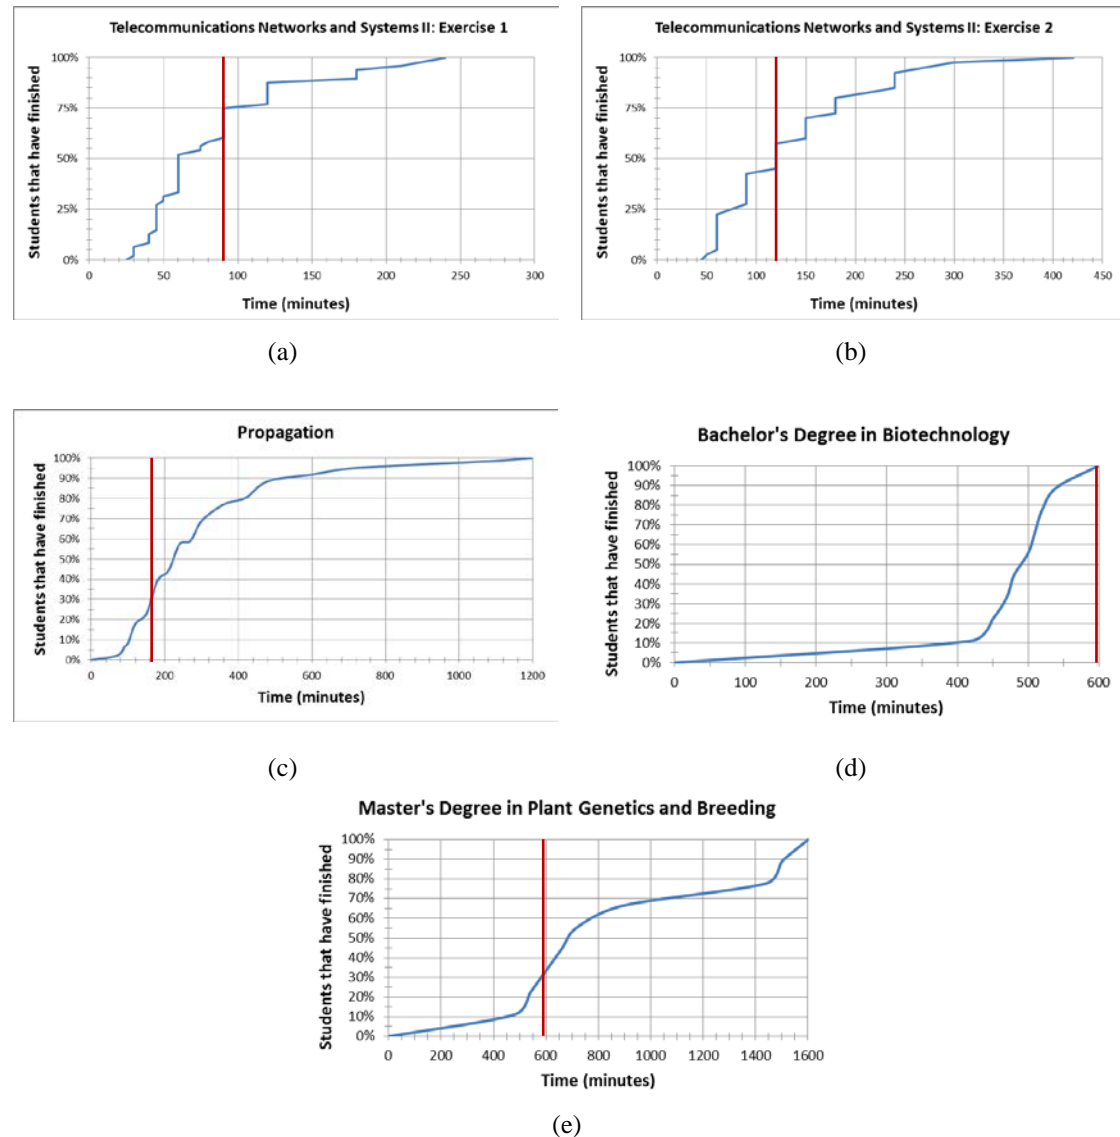 Telecommunications Networks and Systems II: Exercise 1
Students that have finished
100%
75%
50%
25%
0%
0 50 100 150 200 250 300
Time (minutes)
(a)
Telecommunications Networks and Systems II: Exercise 2
Students that have finished
100%
75%
50%
25%
0%
0 50 100 150 200 250 300 350 400 450
Time (minutes)
(b)
Propagation
Students that have finished
100%
90%
80%
70%
60%
50%
40%
30%
20%
10%
0%
0 200 400 600 800 1000 1200
Time (minutes)
(c)
Bachelor's Degree in Biotechnology
Students that have finished
100%
90%
80%
70%
60%
50%
40%
30%
20%
10%
0%
0 100 200 300 400 500 600
Time (minutes)
(d)
Master's Degree in Plant Genetics and Breeding
Students that have finished
100%
90%
80%
70%
60%
50%
40%
30%
20%
10%
0%
0 200 400 600 800 1000 1200 1400 1600
Time (minutes)
(e)